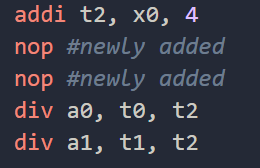 addi t2, x0, 4
nop #newly added
nop #newly added
div a0, t0, t2
div a1, t1, t2